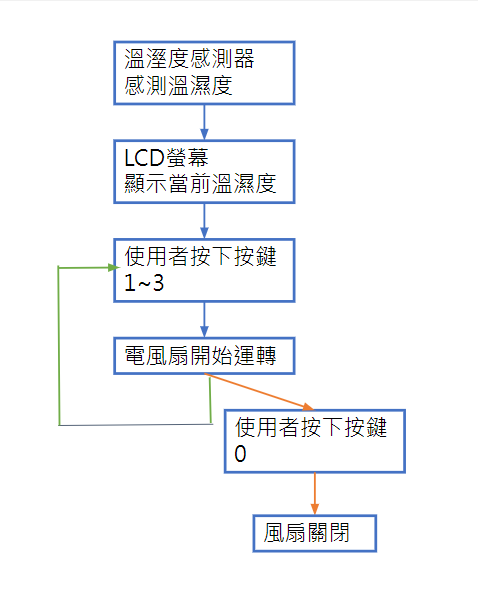 溫溼度感測器
感測溫濕度
LCD螢幕
顯示當前溫濕度
使用者按下按鍵
1~3
電風扇開始運轉
使用者按下按鍵
0
風扇關閉